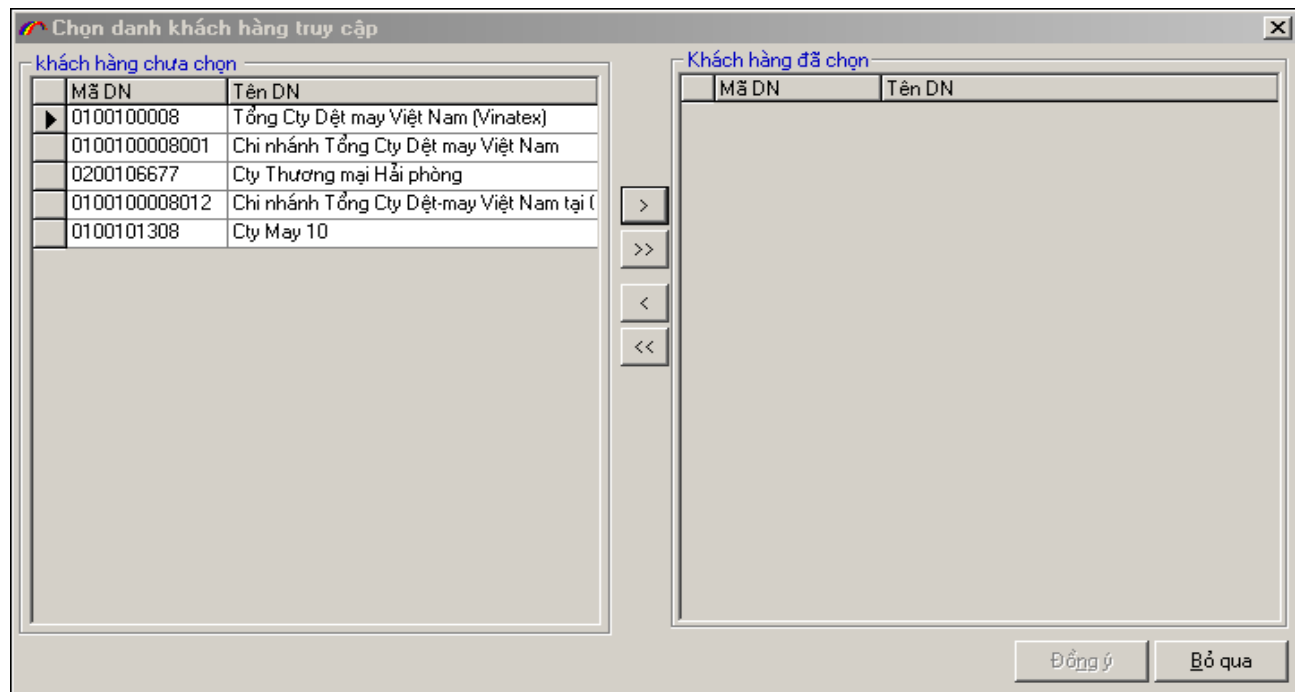 Chọn danh khách hàng truy cập
khách hàng chưa chọn
Mã DN Tên DN
0100100008 Tổng Cty Dệt may Việt Nam (Vinatex)
0100100008001 Chi nhánh Tổng Cty Dệt may Việt Nam
0200106677 Cty Thương mại Hải phòng
0100100008012 Chi nhánh Tổng Cty Dệt-may Việt Nam tại
0100101308 Cty May 10
>
>>
<
<<
Khách hàng đã chọn
Mã DN Tên DN
Đồng ý Bỏ qua